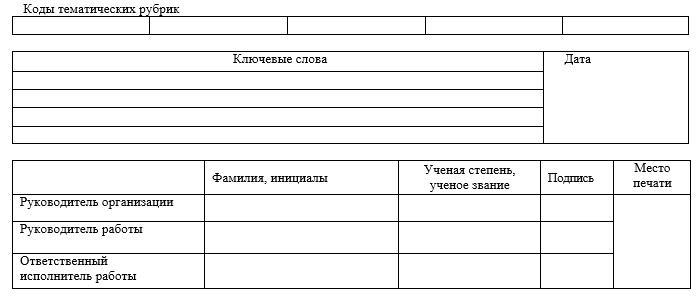 Коды тематических рубрик
Ключевые слова Дата
Фамилия, инициалы Ученая степень, ученое звание Подпись Место печати
Руководитель организации
Руководитель работы
Ответственный
исполнитель работы